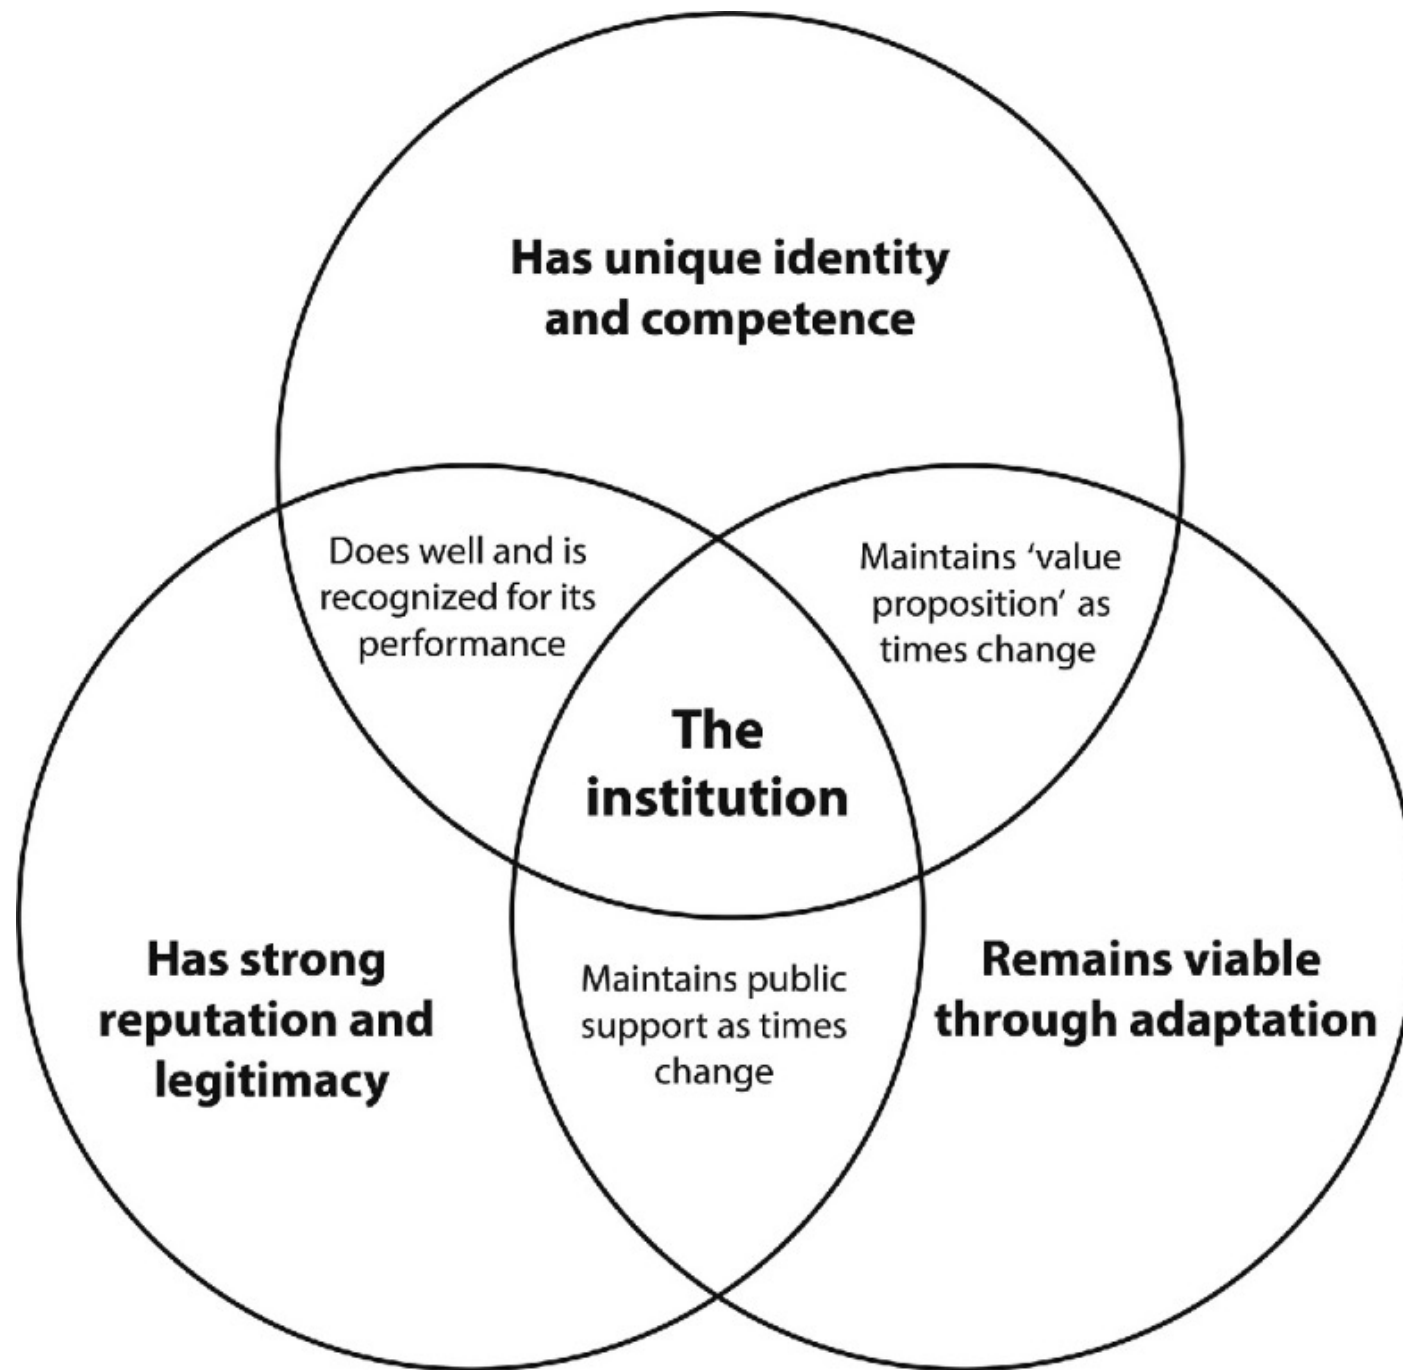 Has unique identity
and competence
Does well and is
recognized for its
performance
Maintains ‘value
proposition’ as
times change
The
institution
Has strong
reputation and
legitimacy
Maintains public
support as times
change
Remains viable
through adaptation